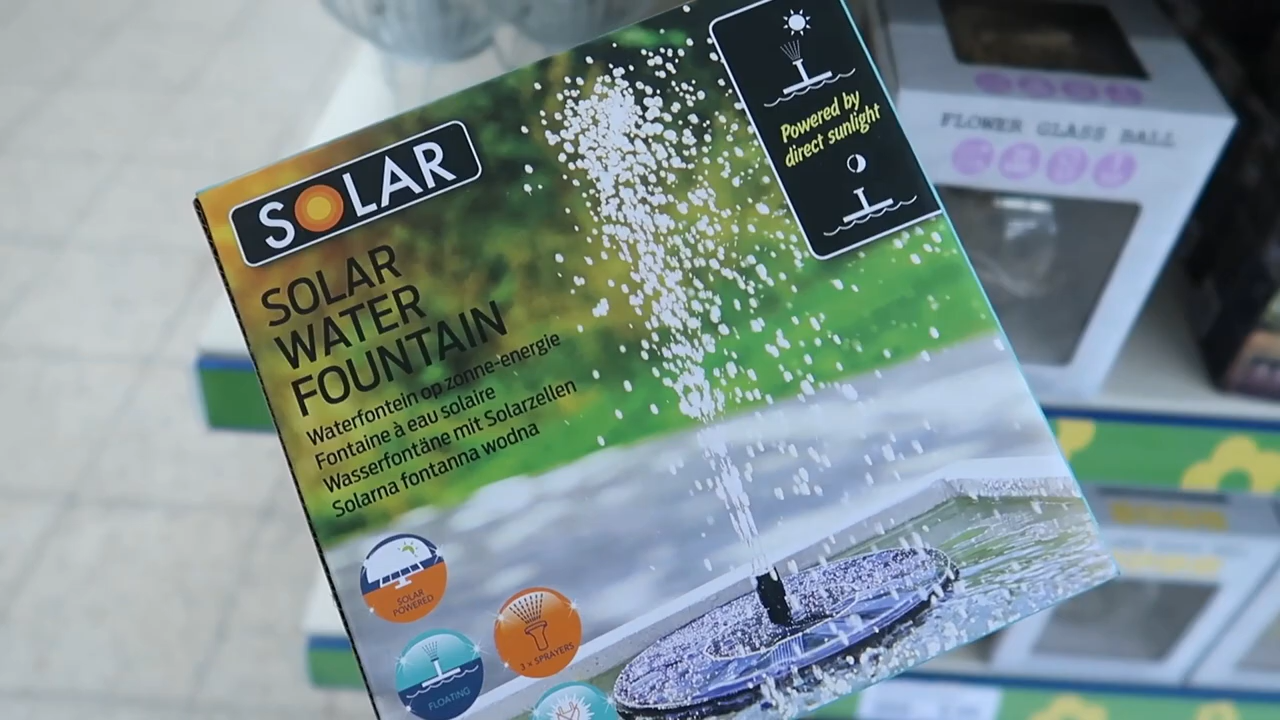 SOLAR
SOLAR
WATER
FOUNTAIN
Waterfontein op zonne-energie
Fontaine à eau solaire
Wasserfontäne mit Solarzellen
Solarna fontanna wodna
Powered by
direct sunlight
SOLAR
POWERED
3 x SPRAYERS
FLOATING
FLOWER GLASS BALL